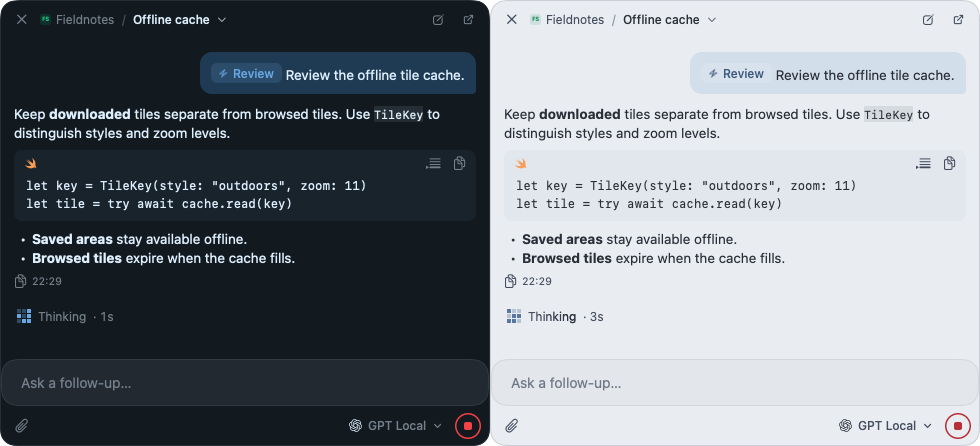 FS Fieldnotes / Offline cache
Review Review the offline tile cache.
Keep downloaded tiles separate from browsed tiles. Use TileKey to
distinguish styles and zoom levels.
let key = TileKey(style: "outdoors", zoom: 11)
let tile = try await cache.read(key)
• Saved areas stay available offline.
• Browsed tiles expire when the cache fills.
22:29
Thinking · 1s
Ask a follow-up...
GPT Local
FS Fieldnotes / Offline cache
Review Review the offline tile cache.
Keep downloaded tiles separate from browsed tiles. Use TileKey to
distinguish styles and zoom levels.
let key = TileKey(style: "outdoors", zoom: 11)
let tile = try await cache.read(key)
• Saved areas stay available offline.
• Browsed tiles expire when the cache fills.
22:29
Thinking · 3s
Ask a follow-up...
GPT Local